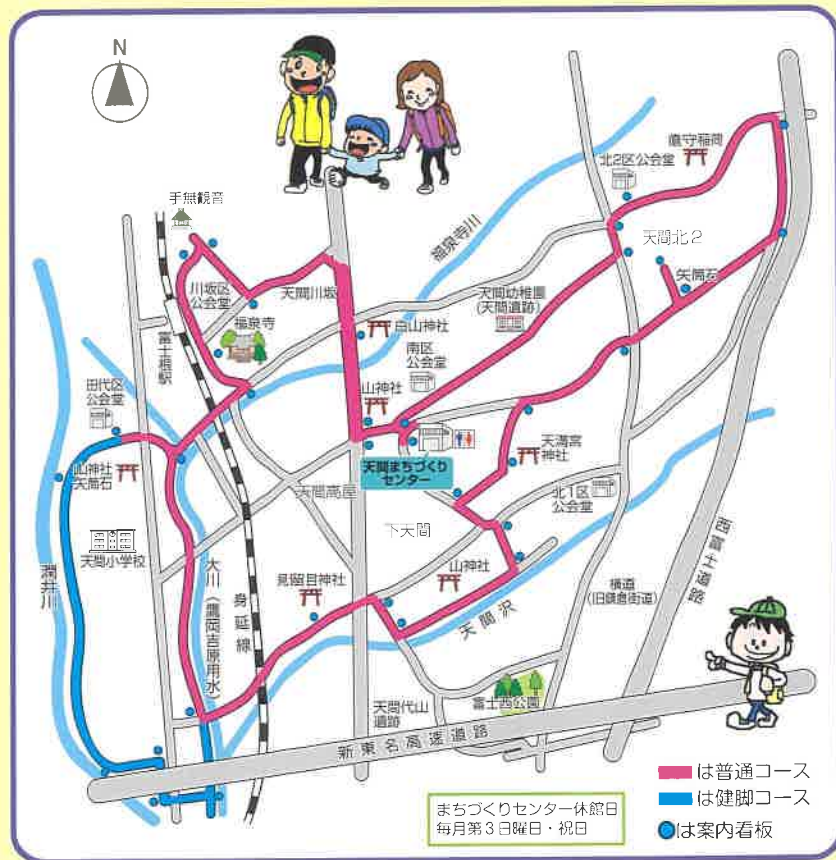 N
手無観音
川坂区
公会堂
天間川坂
福泉寺
富士根駅
田代区
公会堂
山神社
矢筒石
天間小学校
潤井川
大川(鷹岡吉原用水)
身延線
福泉寺川
白山神社
南区
公会堂
山神社
天間幼稚園
(天間遺跡)
北2区公会堂
鷹守稲荷
天間北2
矢筒石
天間まちづくり
センター
天満宮
神社
北1区
公会堂
天間高屋
下天間
見留目神社
山神社
天間沢
横道
(旧鎌倉街道)
西富士道路
天間代山
遺跡
富士西公園
新東名高速道路
まちづくりセンター休館日
毎月第3日曜日・祝日
は普通コース
は健脚コース
は案内看板